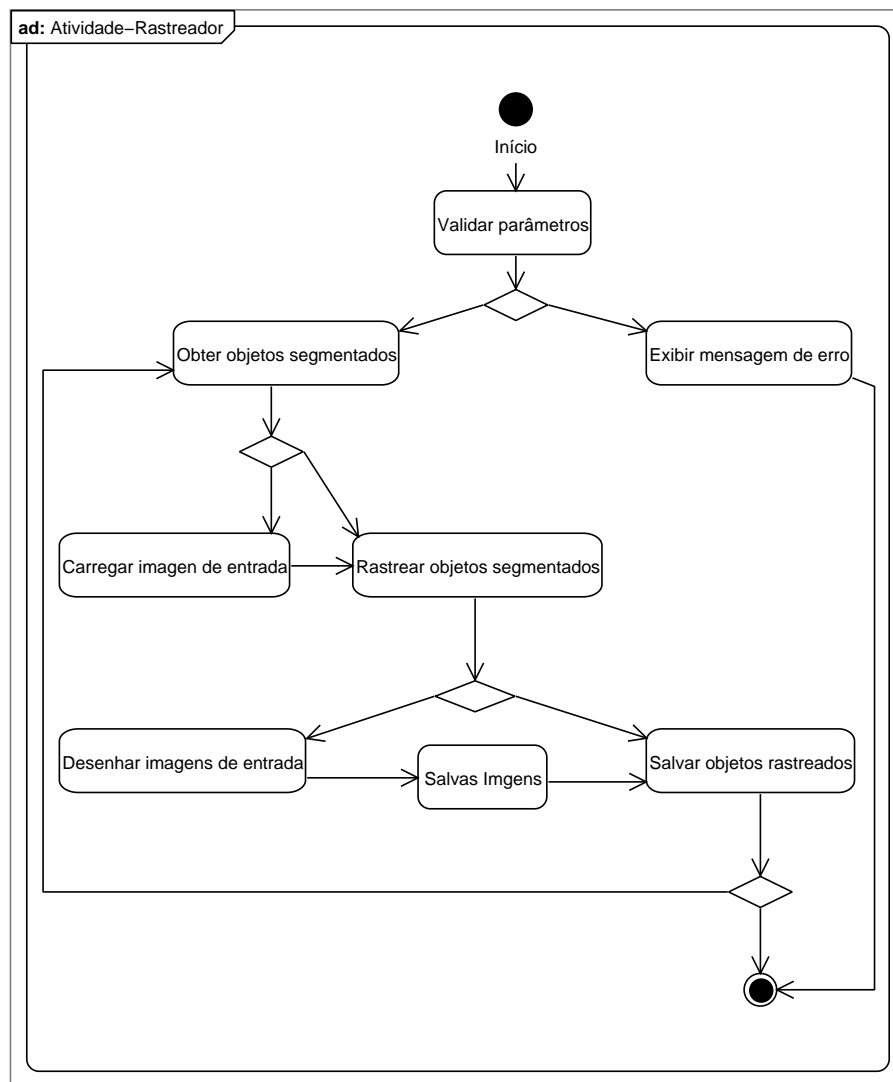 ad: Atividade–Rastreador
Início
Validar parâmetros
Obter objetos segmentados
Exibir mensagem de erro
Carregar imagen de entrada
Rastrear objetos segmentados
Desenhar imagens de entrada
Salvas Imgens
Salvar objetos rastreados